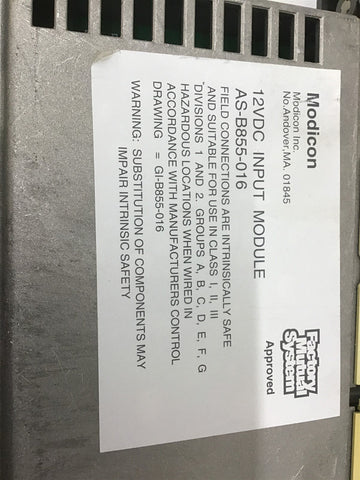 Modicon
Modicon Inc.
No.Andover,MA. 01845
Factory Mutual System
Approved
12VDC INPUT MODULE
AS-B855-016
FIELD CONNECTIONS ARE INTRINSICALLY SAFE
AND SUITABLE FOR USE IN CLASS I, II, III
DIVISIONS 1 AND 2. GROUPS A, B, C, D, E, F, G
HAZARDOUS LOCATIONS WHEN WIRED IN
ACCORDANCE WITH MANUFACTURERS CONTROL
DRAWING = GI-B855-016
WARNING: SUBSTITUTION OF COMPONENTS MAY
IMPAIR INTRINSIC SAFETY